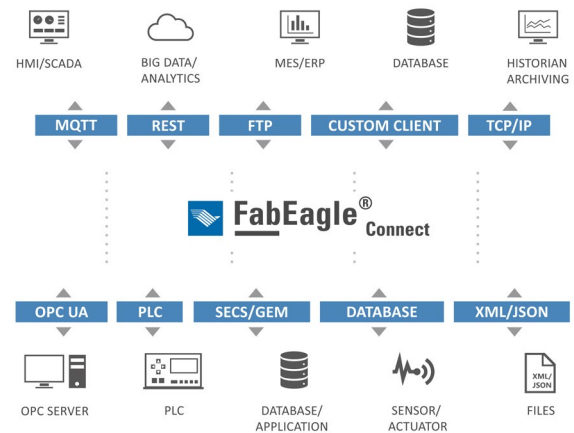 HMI/SCADA
BIG DATA/
ANALYTICS
MES/ERP
DATABASE
HISTORIAN
ARCHIVING
MQTT
REST
FTP
CUSTOM CLIENT
TCP/IP
FabEagle® Connect
OPC UA
PLC
SECS/GEM
DATABASE
XML/JSON
XML/
JSON
OPC SERVER
PLC
DATABASE/
APPLICATION
SENSOR/
ACTUATOR
FILES